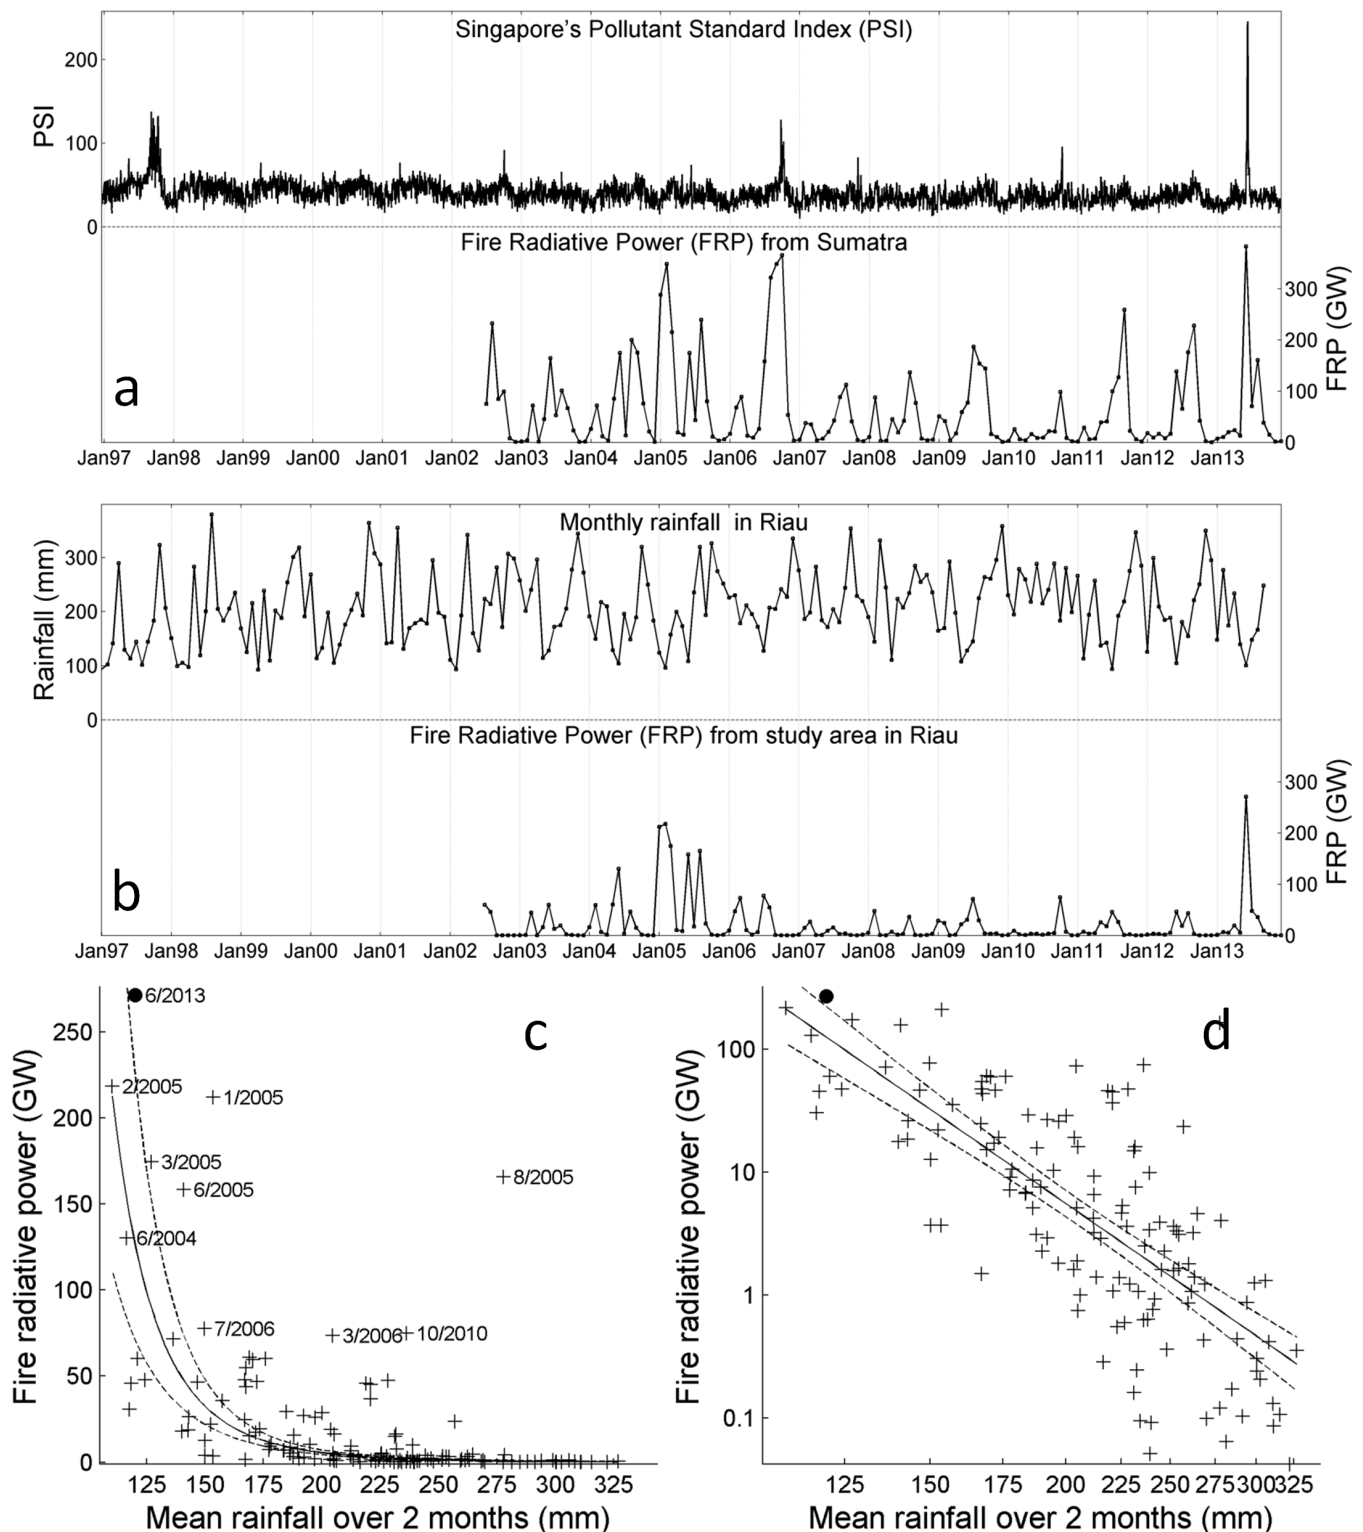 Singapore's Pollutant Standard Index (PSI)
200
100
0
PSI
Fire Radiative Power (FRP) from Sumatra
300
200
100
0
FRP (GW)
a
Jan97 Jan98 Jan99 Jan00 Jan01 Jan02 Jan03 Jan04 Jan05 Jan06 Jan07 Jan08 Jan09 Jan10 Jan11 Jan12 Jan13
Monthly rainfall in Riau
300
200
100
0
Rainfall (mm)
Fire Radiative Power (FRP) from study area in Riau
300
200
100
0
FRP (GW)
b
Jan97 Jan98 Jan99 Jan00 Jan01 Jan02 Jan03 Jan04 Jan05 Jan06 Jan07 Jan08 Jan09 Jan10 Jan11 Jan12 Jan13
c
6/2013
2/2005
1/2005
3/2005
8/2005
6/2005
6/2004
7/2006
3/2006
10/2010
250
200
150
100
50
0
Fire radiative power (GW)
125 150 175 200 225 250 275 300 325
Mean rainfall over 2 months (mm)
d
100
10
1
0.1
Fire radiative power (GW)
125 150 175 200 225 250 275 300 325
Mean rainfall over 2 months (mm)